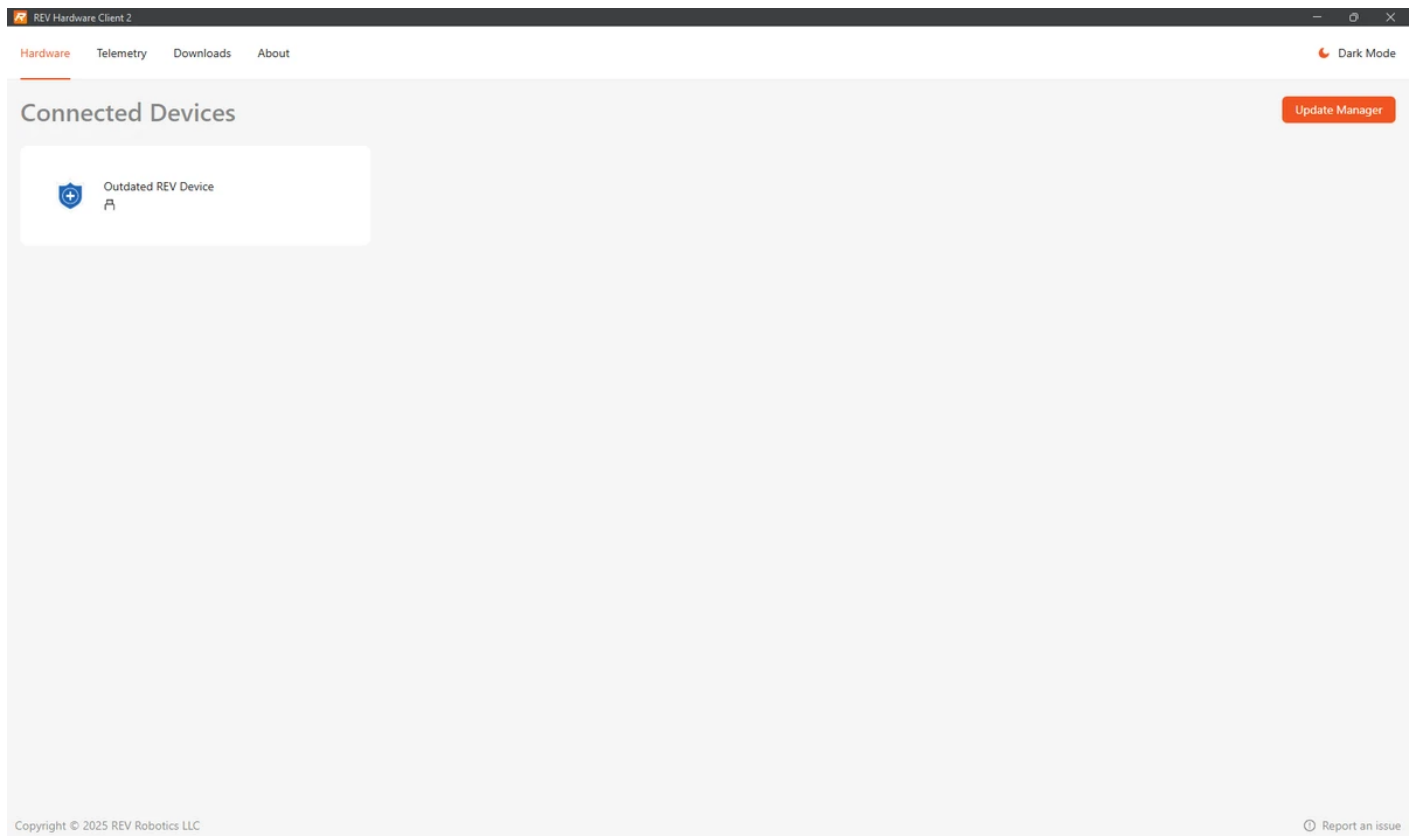 REV Hardware Client 2
Hardware Telemetry Downloads About Dark Mode
Connected Devices Update Manager
Outdated REV Device
Copyright © 2025 REV Robotics LLC Report an issue